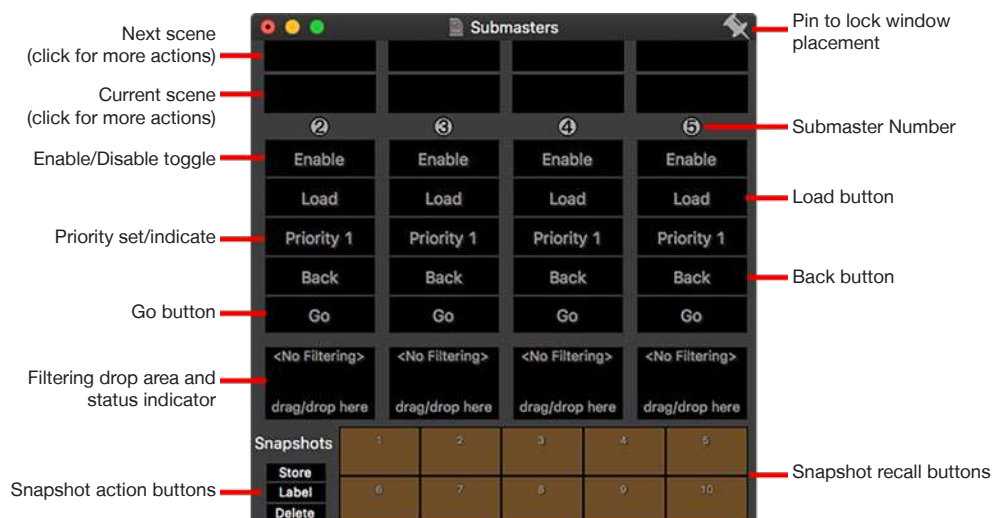 Submasters
Pin to lock window
placement
Next scene
(click for more actions)
Current scene
(click for more actions)
2 3 4 5
Submaster Number
Enable/Disable toggle
Enable Enable Enable Enable
Load Load Load Load
Load button
Priority set/indicate
Priority 1 Priority 1 Priority 1 Priority 1
Back Back Back Back
Back button
Go button
Go Go Go Go
<No Filtering> <No Filtering> <No Filtering> <No Filtering>
Filtering drop area and
status indicator
drag/drop here drag/drop here drag/drop here drag/drop here
Snapshots
1 2 3 4 5
Snapshot recall buttons
Snapshot action buttons
Store
Label
Delete
6 7 8 9 10